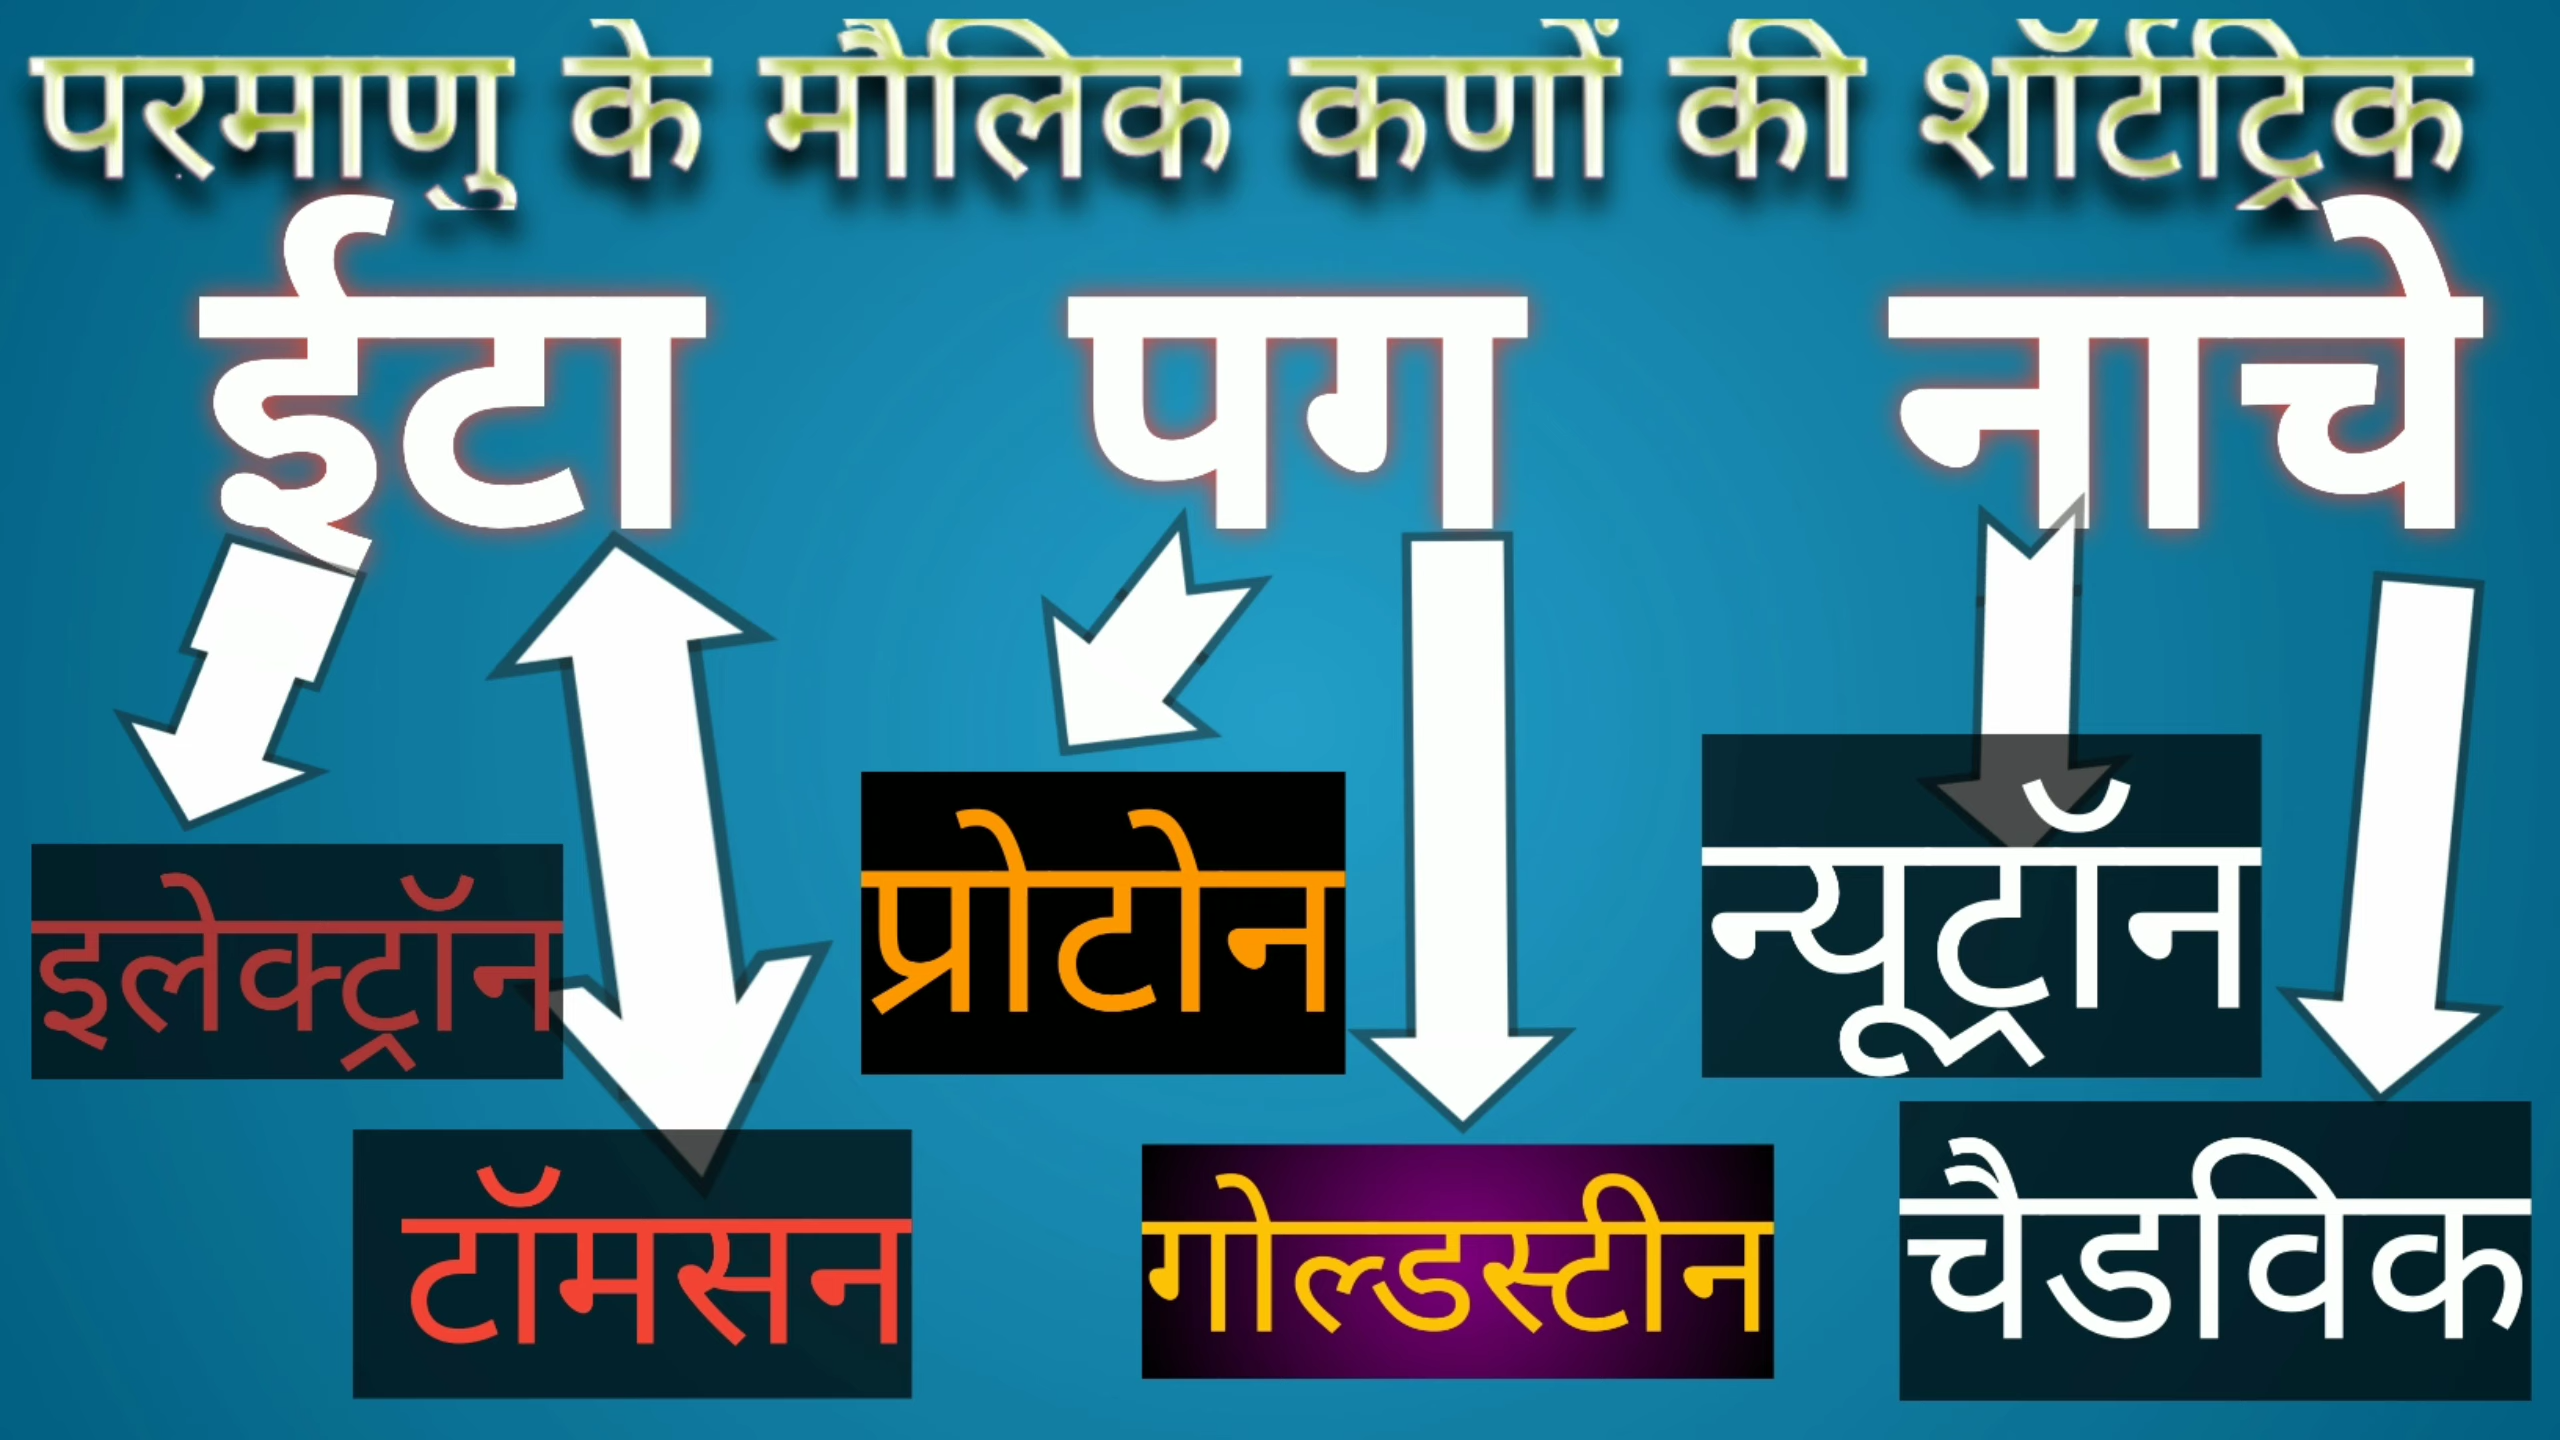 परमाणु के मौलिक कणों की शॉर्टट्रिक
ईटा पग नाचे
इलेक्ट्रॉन प्रोटोन न्यूट्रॉन
टॉमसन गोल्डस्टीन चैडविक